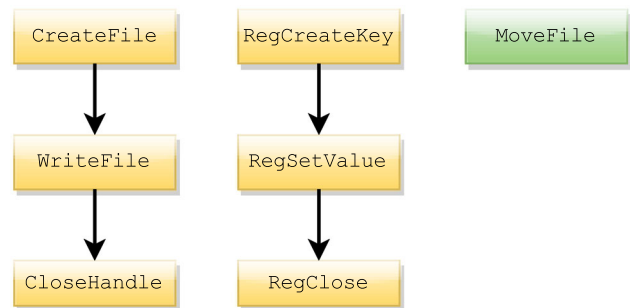 CreateFile
RegCreateKey
MoveFile
WriteFile
RegSetValue
CloseHandle
RegClose